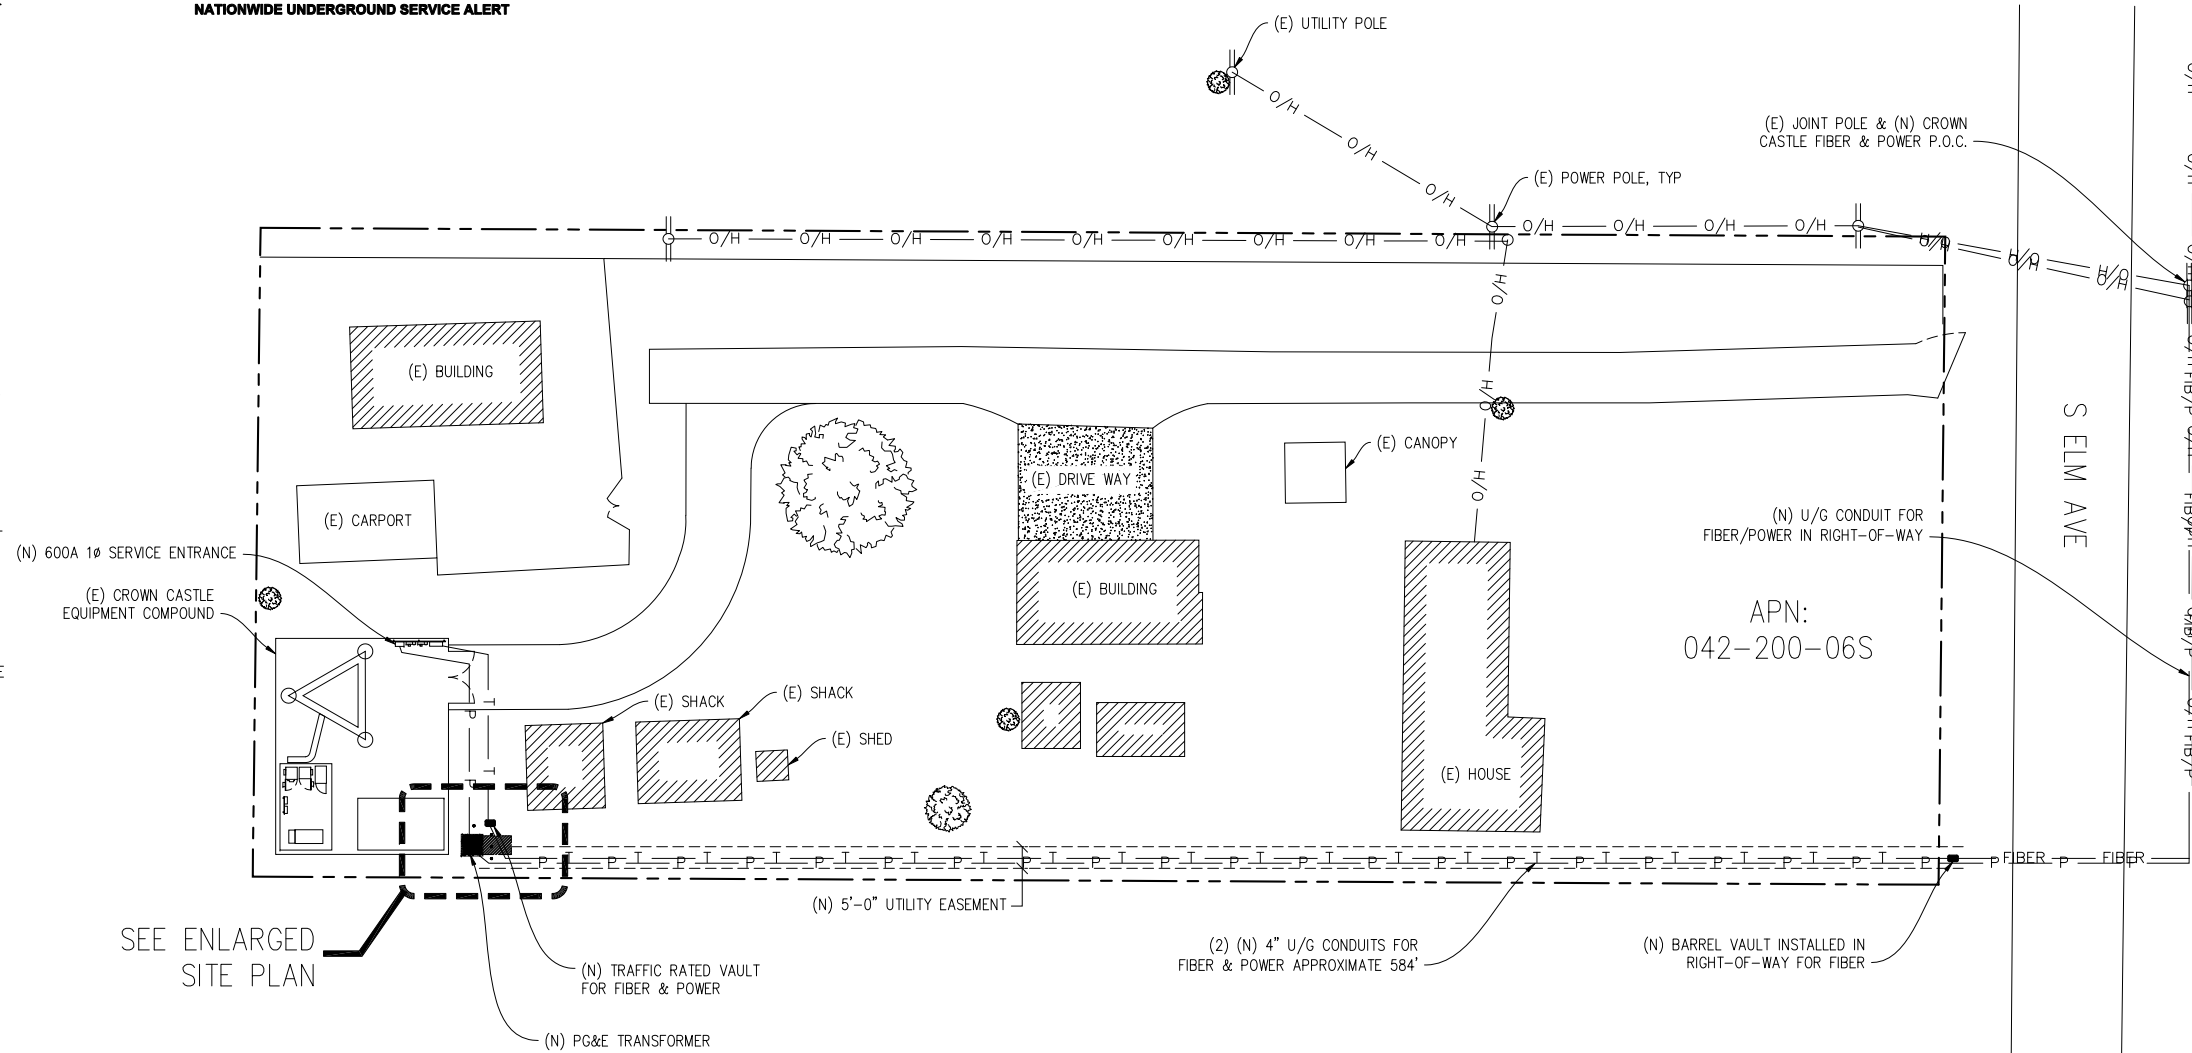 NATIONWIDE UNDERGROUND SERVICE ALERT
(E) UTILITY POLE
(E) JOINT POLE & (N) CROWN
CASTLE FIBER & POWER P.O.C.
(E) POWER POLE, TYP
O/H
O/H
O/H
O/H O/H O/H O/H
O/H O/H O/H O/H O/H O/H O/H O/H O/H
O/H
O/H
O/H
O/H
O/H
O/H
(E) BUILDING
(E) CANOPY
(E) DRIVE WAY
S ELM AVE
(E) CARPORT
(N) U/G CONDUIT FOR
FIBER/POWER IN RIGHT-OF-WAY
(N) 600A 1ø SERVICE ENTRANCE
(E) BUILDING
(E) CROWN CASTLE
EQUIPMENT COMPOUND
APN:
042-200-06S
(E) SHACK
(E) SHACK
(E) SHED
(E) HOUSE
P T P T P T P T P T P T P T P T P T P T P T P T P T P T P T P T P T P T P T P T P
P FIBER P FIBER
(N) 5'-0" UTILITY EASEMENT
SEE ENLARGED
SITE PLAN
(N) TRAFFIC RATED VAULT
FOR FIBER & POWER
(2) (N) 4" U/G CONDUITS FOR
FIBER & POWER APPROXIMATE 584'
(N) BARREL VAULT INSTALLED IN
RIGHT-OF-WAY FOR FIBER
(N) PG&E TRANSFORMER